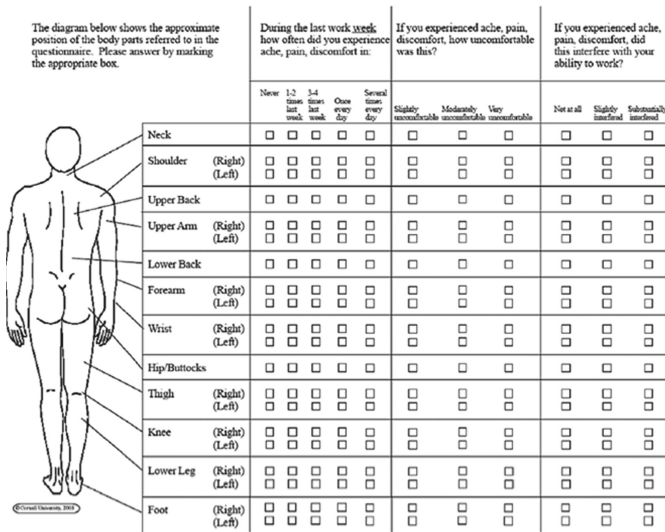 The diagram below shows the approximate
position of the body parts referred to in the
questionnaire. Please answer by marking
the appropriate box.
During the last work week
how often did you experience
ache, pain, discomfort in:
If you experienced ache, pain,
discomfort, how uncomfortable
was this?
If you experienced ache,
pain, discomfort, did
this interfere with your
ability to work?
Never
1-2 times last week
3-4 times last week
Once every day
Several times every day
Slightly uncomfortable
Moderately uncomfortable
Very uncomfortable
Not at all
Slightly interfered
Substantially interfered
Neck
Shoulder (Right)
(Left)
Upper Back
Upper Arm (Right)
(Left)
Lower Back
Forearm (Right)
(Left)
Wrist (Right)
(Left)
Hip/Buttocks
Thigh (Right)
(Left)
Knee (Right)
(Left)
Lower Leg (Right)
(Left)
Foot (Right)
(Left)
© Cornell University, 2003